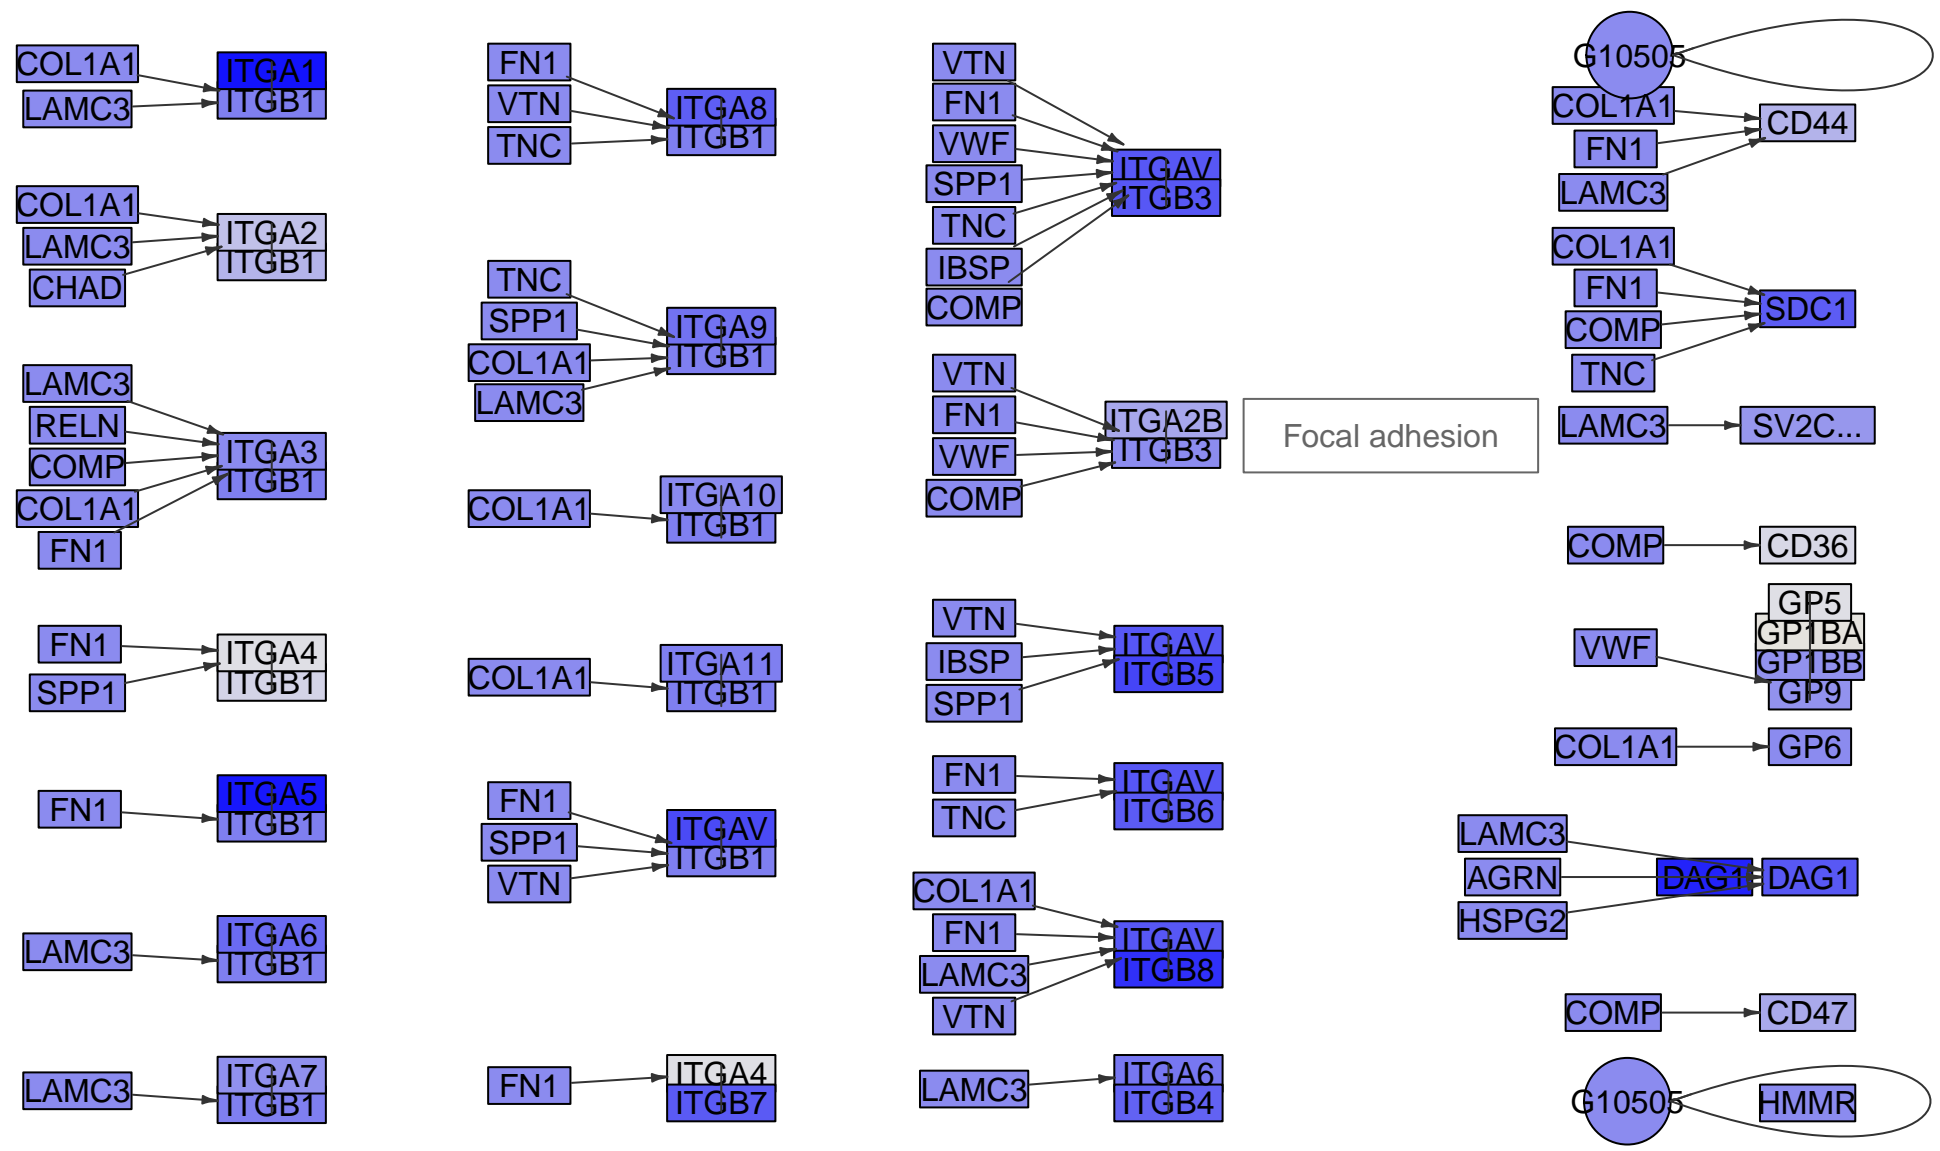 COL1A1
LAMC3
ITGA1
ITGB1
COL1A1
LAMC3
CHAD
ITGA2
ITGB1
LAMC3
RELN
COMP
COL1A1
FN1
ITGA3
ITGB1
FN1
SPP1
ITGA4
ITGB1
FN1
ITGA5
ITGB1
LAMC3
ITGA6
ITGB1
LAMC3
ITGA7
ITGB1
FN1
VTN
TNC
ITGA8
ITGB1
TNC
SPP1
COL1A1
LAMC3
ITGA9
ITGB1
COL1A1
ITGA10
ITGB1
COL1A1
ITGA11
ITGB1
FN1
SPP1
VTN
ITGAV
ITGB1
FN1
ITGA4
ITGB7
VTN
FN1
VWF
SPP1
TNC
IBSP
COMP
ITGAV
ITGB3
VTN
FN1
VWF
COMP
ITGA2B
ITGB3
Focal adhesion
VTN
IBSP
SPP1
ITGAV
ITGB5
FN1
TNC
ITGAV
ITGB6
COL1A1
FN1
LAMC3
VTN
ITGAV
ITGB8
LAMC3
ITGA6
ITGB4
G10505
COL1A1
FN1
LAMC3
CD44
COL1A1
FN1
COMP
TNC
SDC1
LAMC3
SV2C...
COMP
CD36
VWF
GP5
GP1BA
GP1BB
GP9
COL1A1
GP6
LAMC3
AGRN
HSPG2
DAG1
DAG1
COMP
CD47
G10505
HMMR